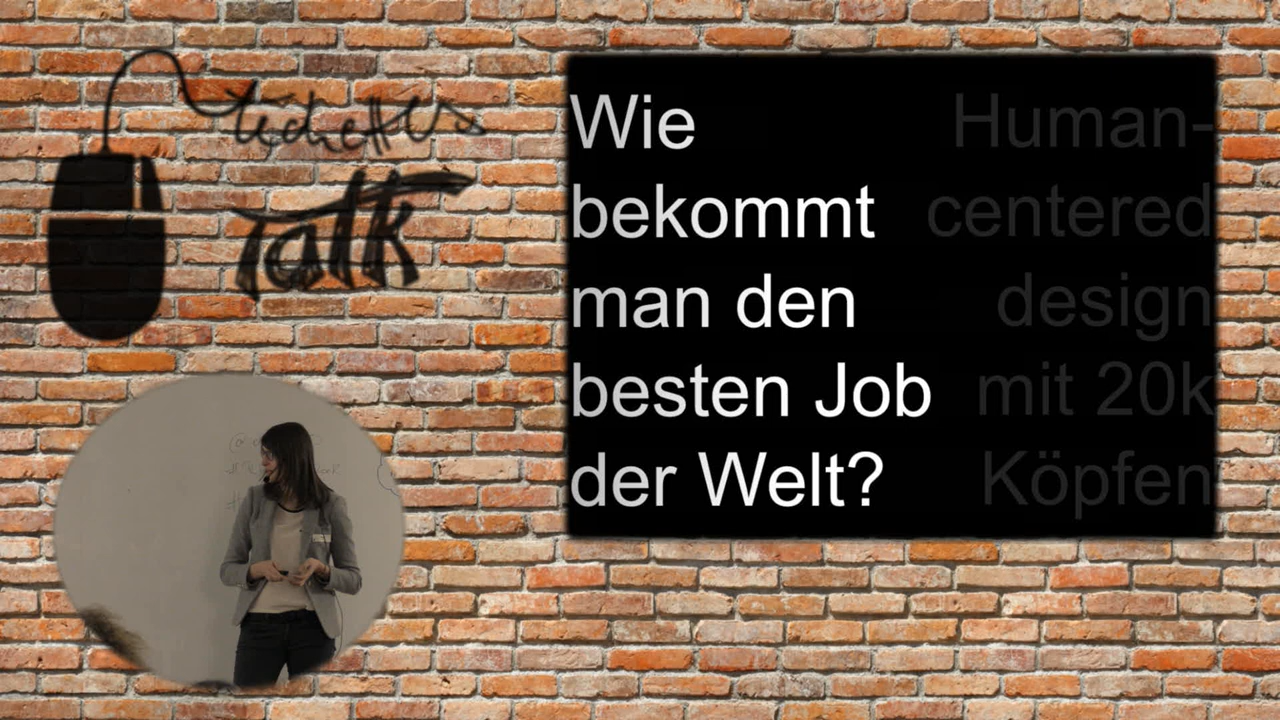 Talk
Wie
bekommt
man den
besten Job
der Welt?
Human-
centered
design
mit 20k
Köpfen